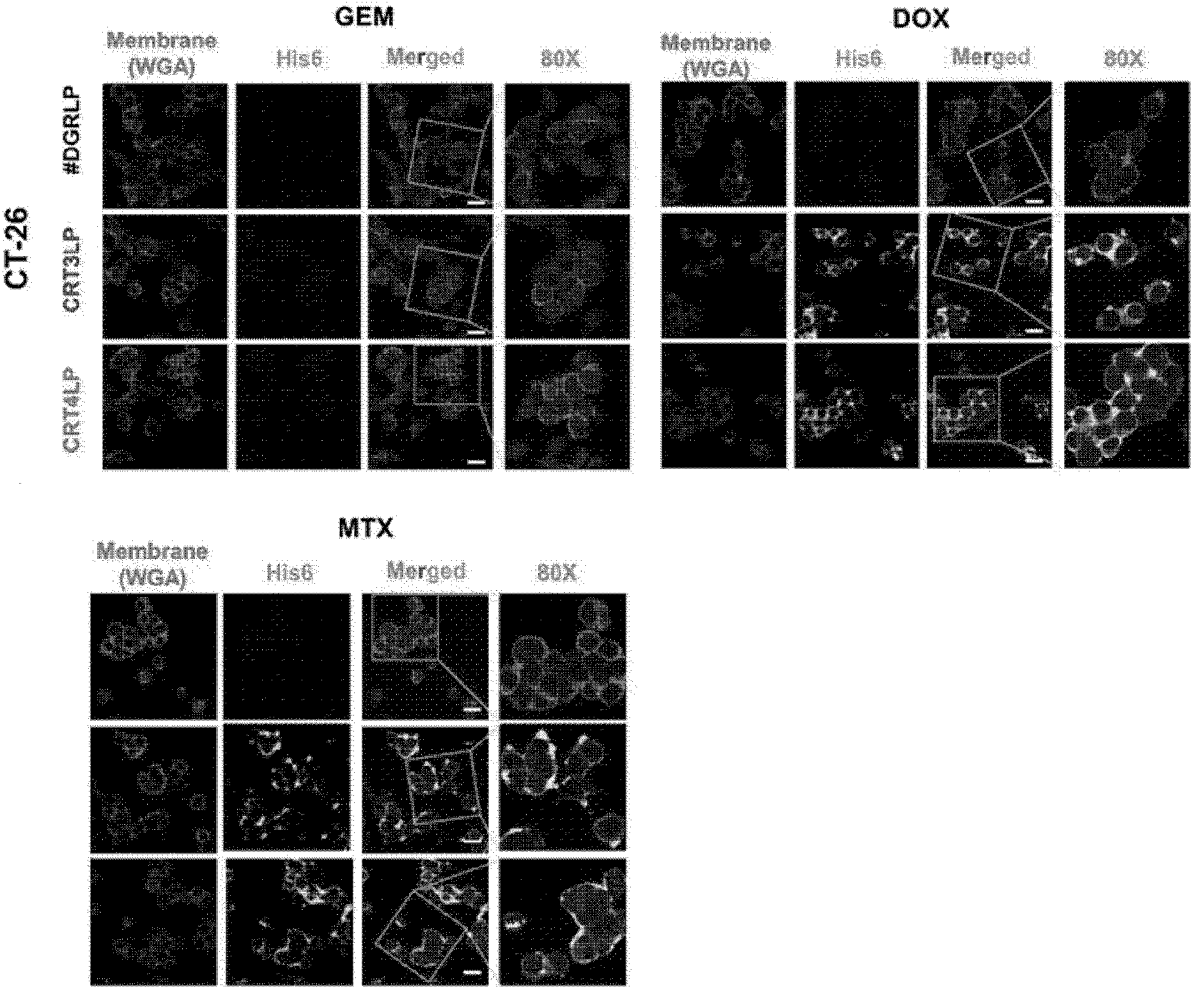 GEM
Membrane
(WGA)
His6
Merged
80X
DOX
Membrane
(WGA)
His6
Merged
80X
CT-26
#DGRLP
CRT3LP
CRT4LP
MTX
Membrane
(WGA)
His6
Merged
80X